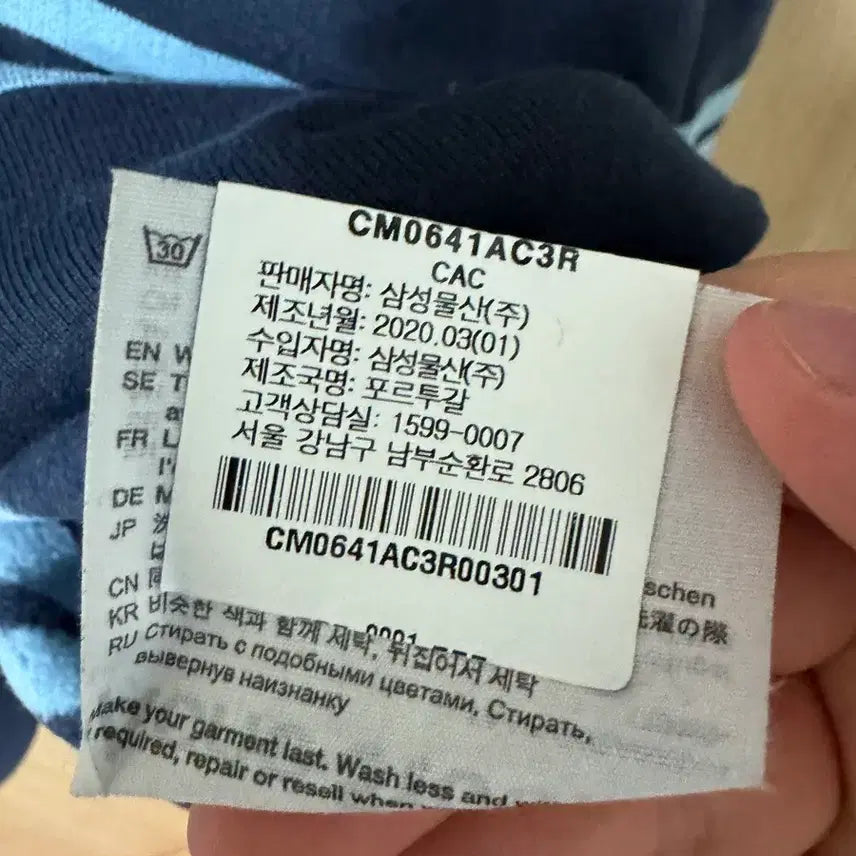 CM0641AC3R
CAC
판매자명: 삼성물산(주)
제조년월: 2020.03(01)
수입자명: 삼성물산(주)
제조국명: 포르투갈
고객상담실: 1599-0007
서울 강남구 남부순환로 2806
CM0641AC3R00301
30
EN
SE
FR
DE
JP
schen
CN
の際
KR 비슷한 색과 함께 세탁, 뒤집어서 세탁
RU Стирать с подобными цветами. Стирать,
вывернув наизнанку
Make your garment last. Wash less and
required, repair or resell when